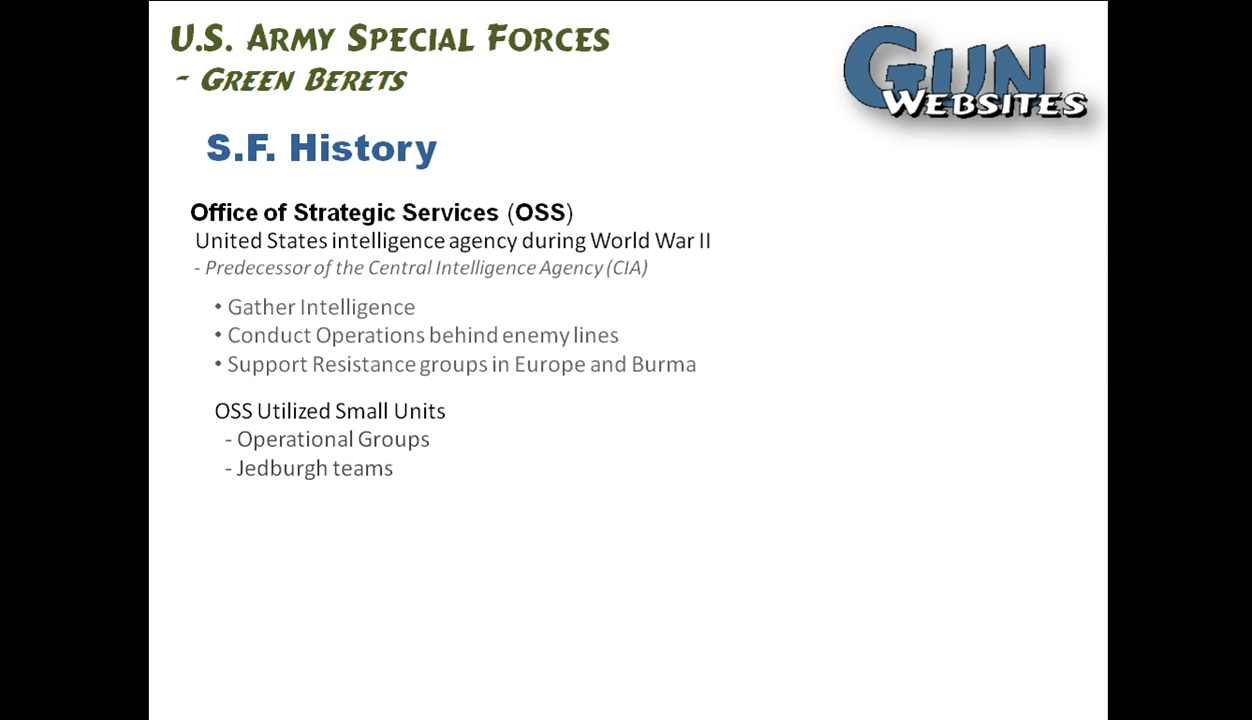 U.S. Army Special Forces
- Green Berets
Gun
Websites
S.F. History
Office of Strategic Services (OSS)
United States intelligence agency during World War II
- Predecessor of the Central Intelligence Agency (CIA)
• Gather Intelligence
• Conduct Operations behind enemy lines
• Support Resistance groups in Europe and Burma
OSS Utilized Small Units
- Operational Groups
- Jedburgh teams